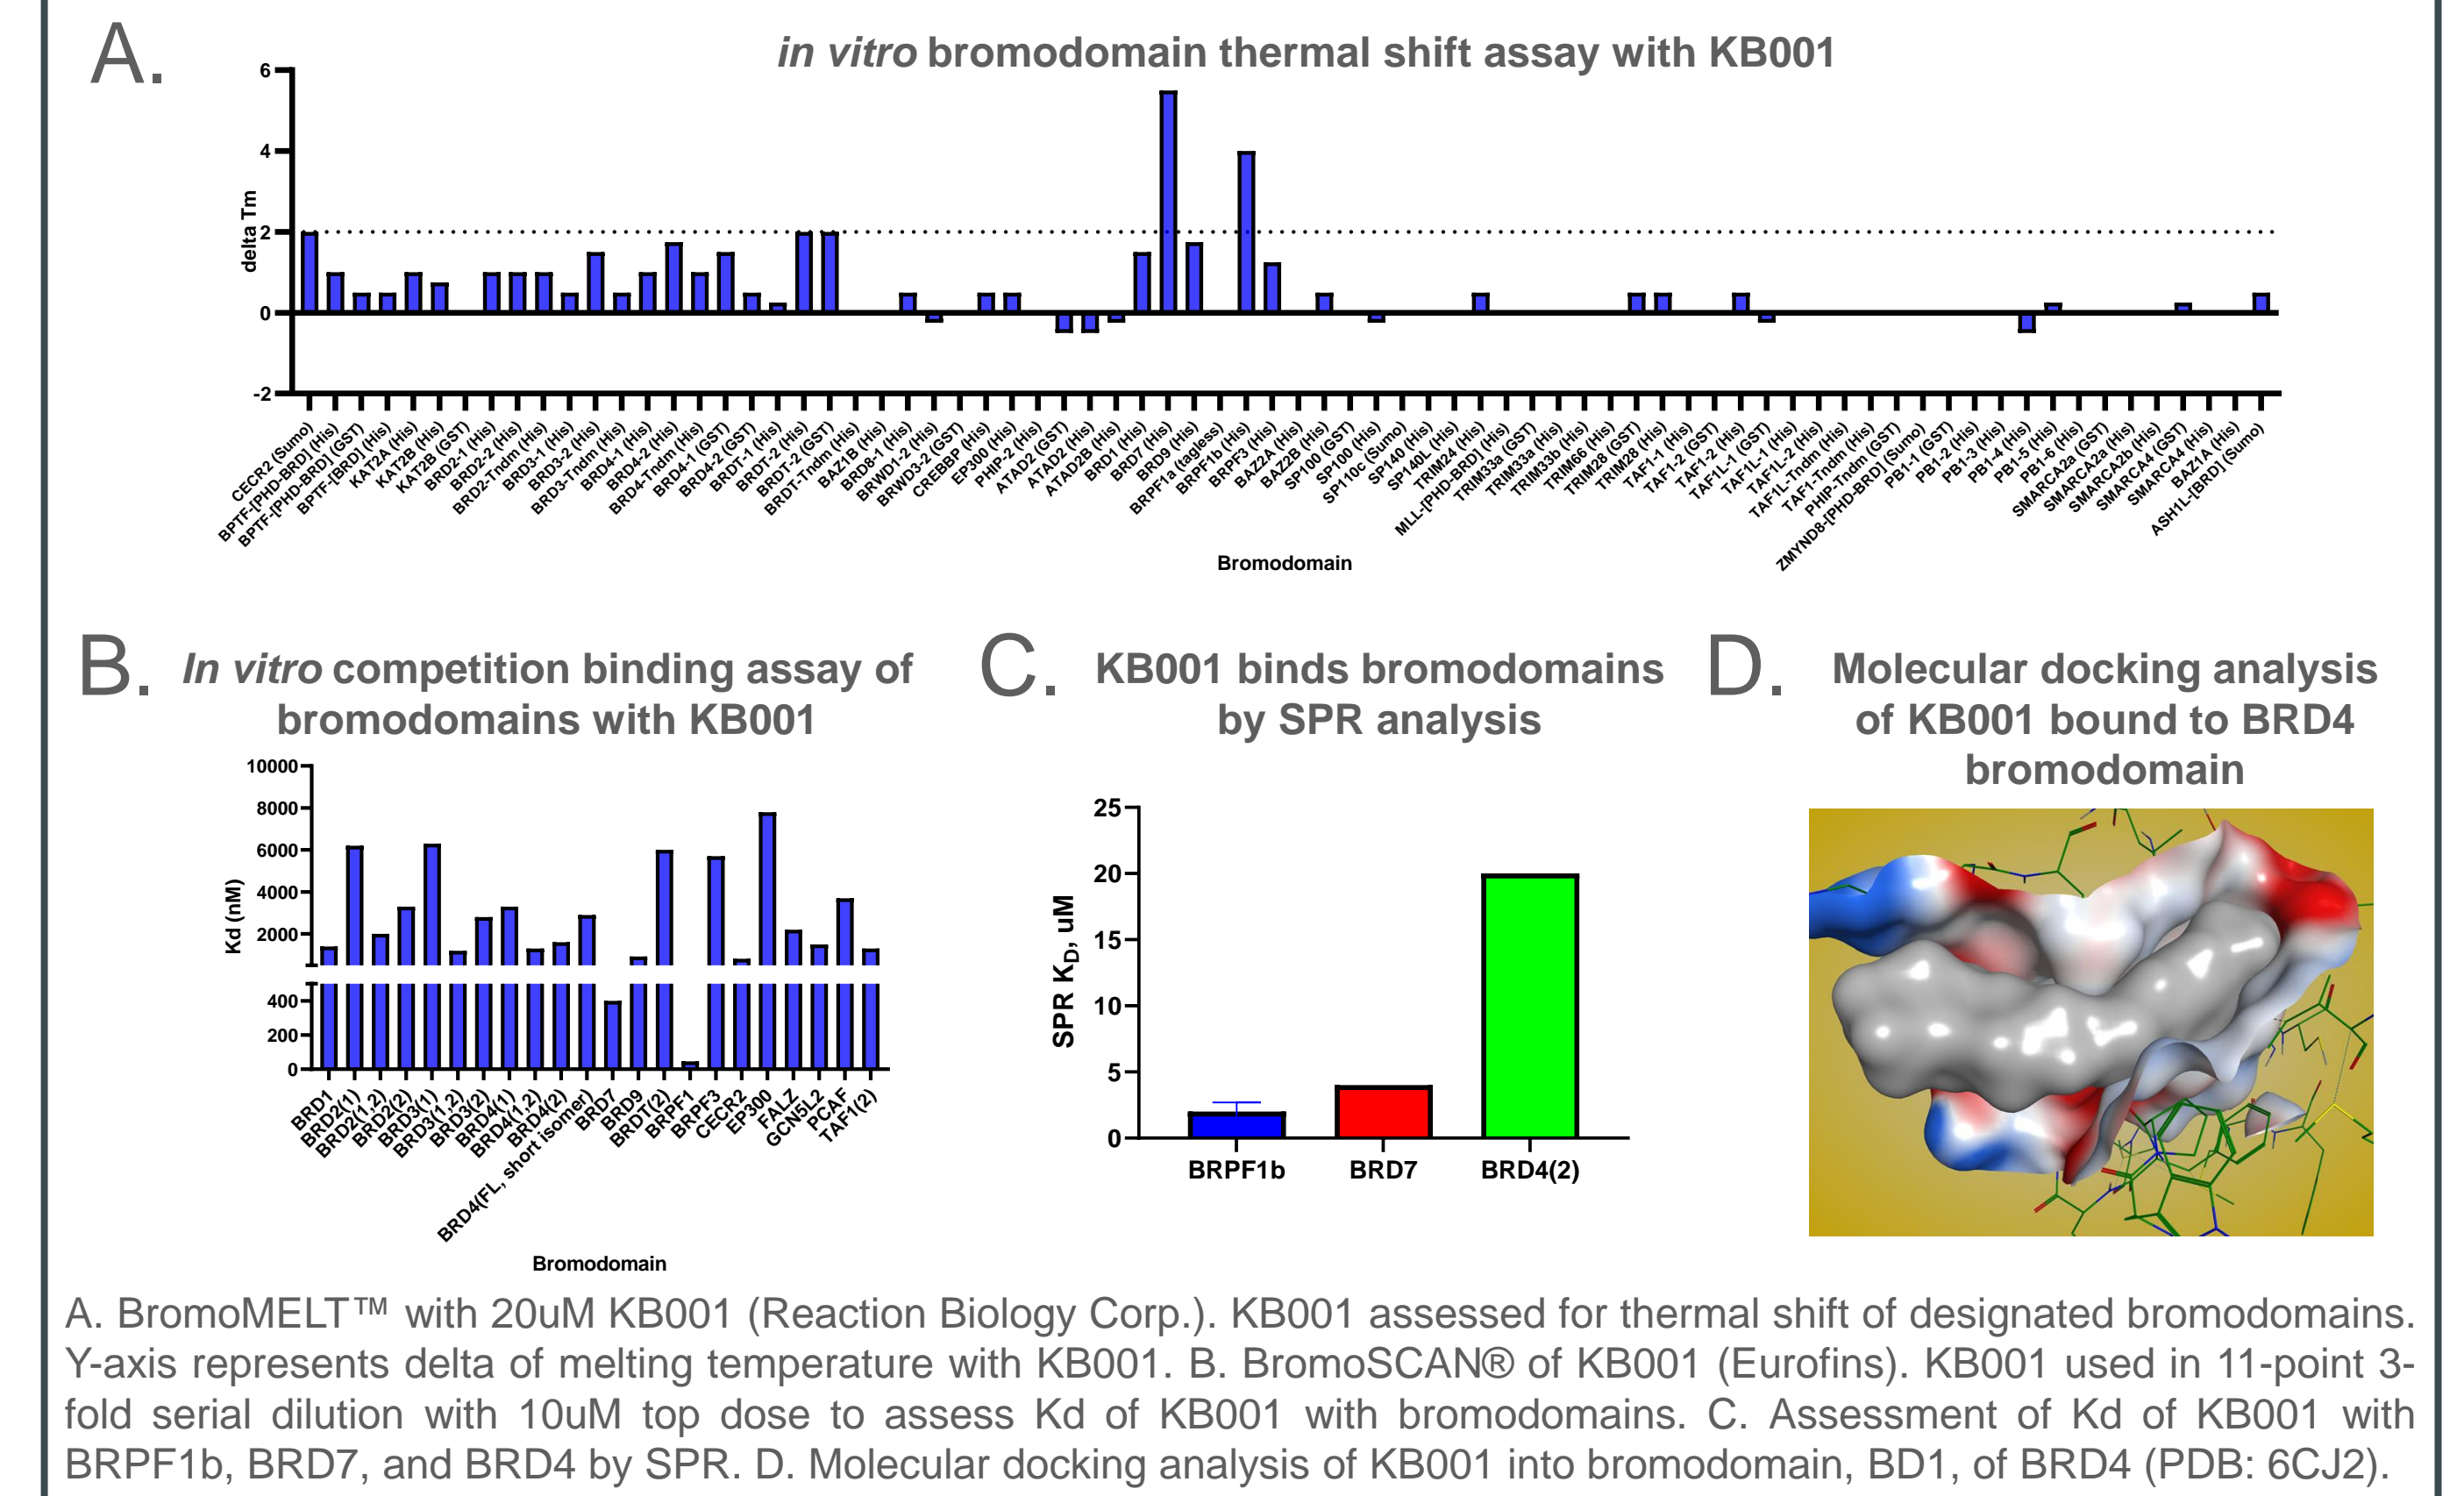 A.
in vitro bromodomain thermal shift assay with KB001
6
4
2
0
-2
delta Tm
CECR2 (Sumo)
BPTF-[PHD-BRD] (His)
BPTF-[PHD-BRD] (GST)
BPTF-[BRD] (His)
KAT2A (His)
KAT2B (His)
KAT2B (GST)
BRD2-1 (His)
BRD2-2 (His)
BRD2-Tndm (His)
BRD3-1 (His)
BRD3-2 (His)
BRD3-Tndm (His)
BRD4-1 (His)
BRD4-2 (His)
BRD4-Tndm (His)
BRD4-1 (GST)
BRD4-2 (GST)
BRDT-1 (His)
BRDT-2 (His)
BRDT-2 (GST)
BRDT-Tndm (His)
BAZ1B (His)
BRD8-1 (His)
BRWD1-2 (His)
BRWD3-2 (GST)
CREBBP (His)
EP300 (His)
PHIP-2 (His)
ATAD2 (GST)
ATAD2 (His)
ATAD2B (His)
BRD1 (His)
BRD7 (His)
BRD9 (His)
BRPF1a (tagless)
BRPF1b (His)
BRPF3 (His)
BAZ2A (His)
BAZ2B (His)
SP100 (GST)
SP100 (His)
SP110c (Sumo)
SP140 (His)
SP140L (His)
TRIM24 (His)
MLL-[PHD-BRD] (His)
TRIM33a (GST)
TRIM33a (His)
TRIM33b (His)
TRIM66 (His)
TRIM28 (GST)
TRIM28 (His)
TAF1-1 (His)
TAF1-2 (GST)
TAF1-2 (His)
TAF1L-1 (GST)
TAF1L-1 (His)
TAF1L-2 (His)
TAF1L-Tndm (His)
TAF1-Tndm (His)
PHIP-Tndm (GST)
ZMYND8-[PHD-BRD] (Sumo)
PB1-1 (GST)
PB1-2 (His)
PB1-3 (His)
PB1-4 (His)
PB1-5 (His)
PB1-6 (His)
SMARCA2a (GST)
SMARCA2a (His)
SMARCA2b (His)
SMARCA4 (GST)
SMARCA4 (His)
BAZ1A (His)
ASH1L-[BRD] (Sumo)
Bromodomain
B.
In vitro competition binding assay of
bromodomains with KB001
10000
8000
6000
4000
2000
400
200
0
Kd (nM)
BRD1
BRD2(1)
BRD2(1,2)
BRD2(2)
BRD3(1)
BRD3(1,2)
BRD3(2)
BRD4(1)
BRD4(1,2)
BRD4(2)
BRD4(FL, short isomer)
BRD7
BRD9
BRDT(2)
BRPF1
BRPF3
CECR2
EP300
FALZ
GCN5L2
PCAF
TAF1(2)
Bromodomain
C.
KB001 binds bromodomains
by SPR analysis
25
20
15
10
5
0
SPR KD, uM
BRPF1b
BRD7
BRD4(2)
D.
Molecular docking analysis
of KB001 bound to BRD4
bromodomain
A. BromoMELT™ with 20uM KB001 (Reaction Biology Corp.). KB001 assessed for thermal shift of designated bromodomains.
Y-axis represents delta of melting temperature with KB001. B. BromoSCAN® of KB001 (Eurofins). KB001 used in 11-point 3-
fold serial dilution with 10uM top dose to assess Kd of KB001 with bromodomains. C. Assessment of Kd of KB001 with
BRPF1b, BRD7, and BRD4 by SPR. D. Molecular docking analysis of KB001 into bromodomain, BD1, of BRD4 (PDB: 6CJ2).